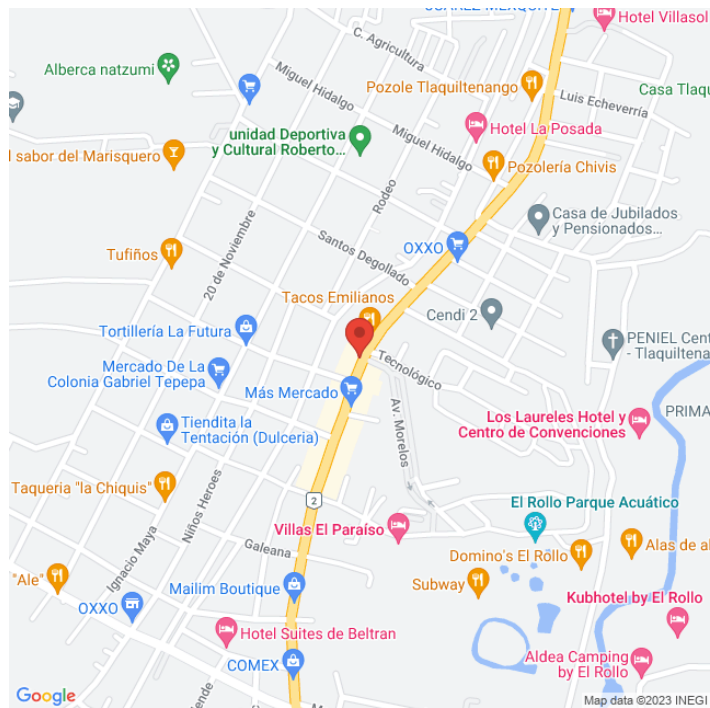 JUÁREZ MEXQUITE
Hotel Villasol
C. Agricultura
Alberca natzumi
Miguel Hidalgo
Pozole Tlaquiltenango
Casa Tlaq
Luis Echeverría
unidad Deportiva
y Cultural Roberto...
Miguel Hidalgo
Hotel La Posada
l sabor del Marisquero
Pozolería Chivis
Rodeo
Casa de Jubilados
y Pensionados...
20 de Noviembre
Santos Degollado
OXXO
Tufiños
Tacos Emilianos
Cendi 2
Tortillería La Futura
PENIEL Cent
- Tlaquiltena
Tecnológico
Mercado De La
Colonia Gabriel Tepepa
Más Mercado
Av. Morelos
PRIMA
Los Laureles Hotel y
Centro de Convenciones
Tiendita la
Tentación (Dulceria)
Taqueria "la Chiquis"
Niños Heroes
2
El Rollo Parque Acuático
Villas El Paraíso
Ignacio Maya
Galeana
Domino's El Rollo
Alas de al
"Ale"
Mailim Boutique
Subway
Kubhotel by El Rollo
OXXO
Hotel Suites de Beltran
COMEX
Aldea Camping
by El Rollo
ende
Google
Map data ©2023 INEGI